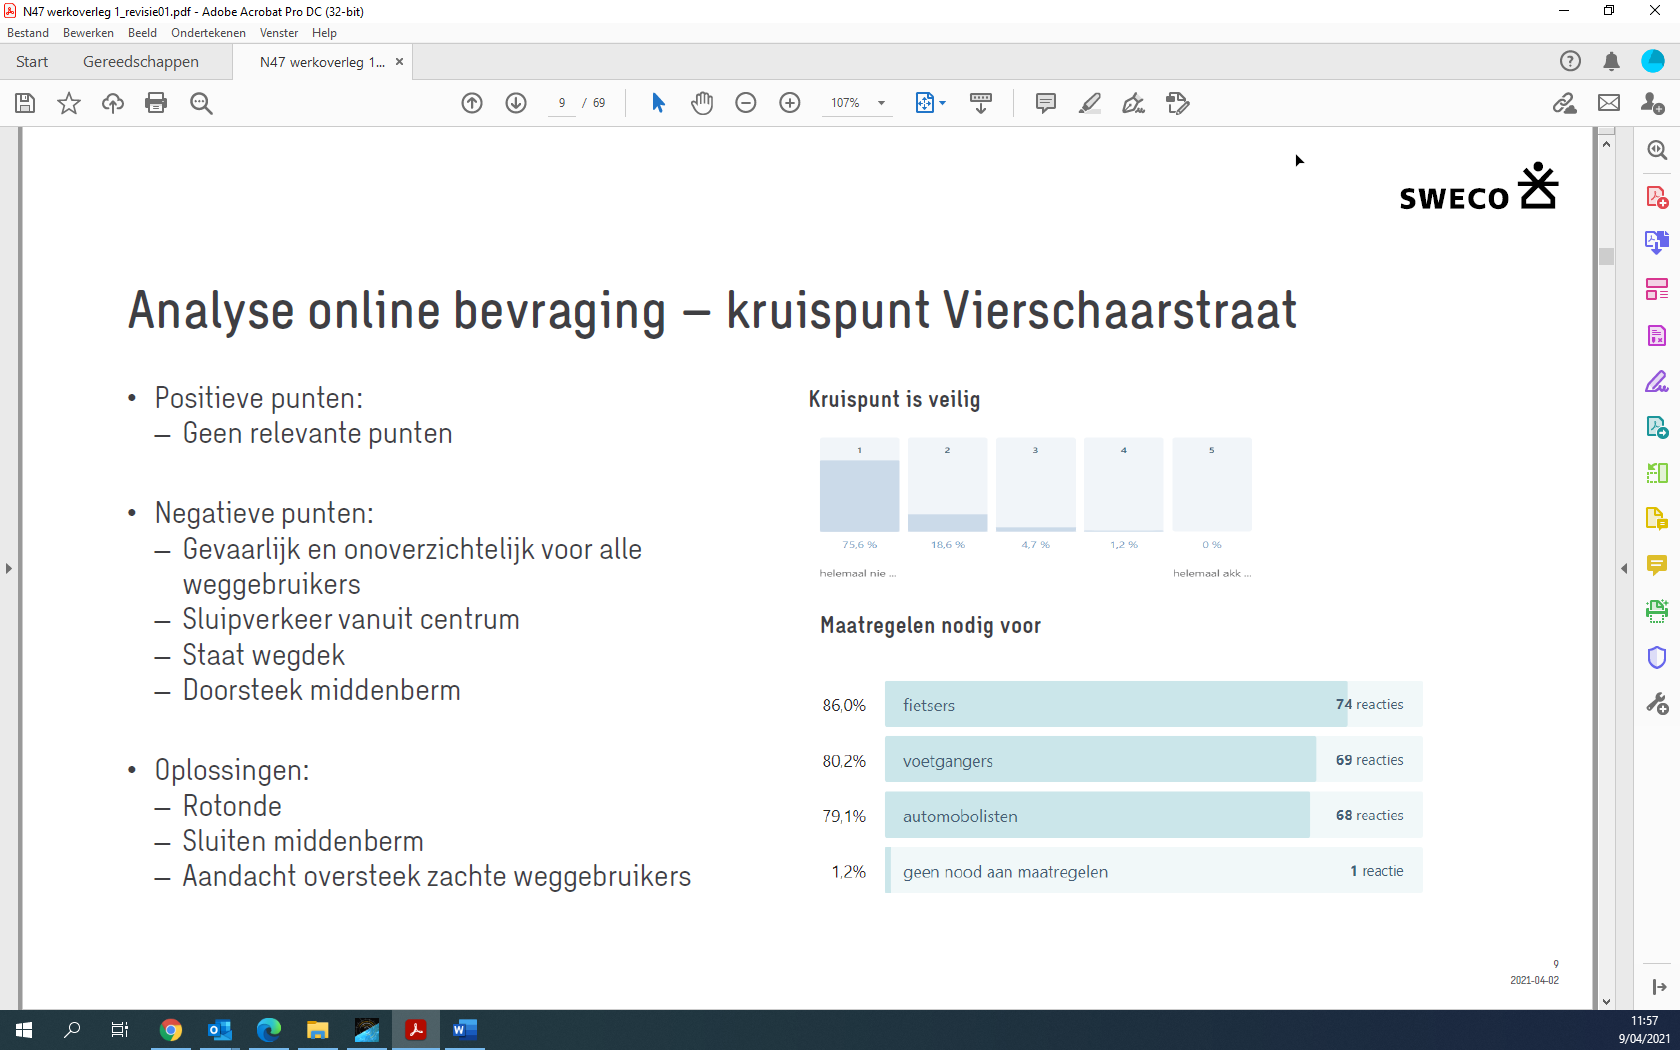 N47 werkoverleg 1_revisie01.pdf - Adobe Acrobat Pro DC (32-bit)
Bestand Bewerken Beeld Ondertekenen Venster Help
Start Gereedschappen N47 werkoverleg 1... ×
9 / 69 107%
SWECO
Analyse online bevraging – kruispunt Vierschaarstraat
• Positieve punten:
– Geen relevante punten
• Negatieve punten:
– Gevaarlijk en onoverzichtelijk voor alle
weggebruikers
– Sluipverkeer vanuit centrum
– Staat wegdek
– Doorsteek middenberm
• Oplossingen:
– Rotonde
– Sluiten middenberm
– Aandacht oversteek zachte weggebruikers
Kruispunt is veilig
1 2 3 4 5
75,6 % 18,6 % 4,7 % 1,2 % 0 %
helemaal nie ... helemaal akk ...
Maatregelen nodig voor
86,0% fietsers 74 reacties
80,2% voetgangers 69 reacties
79,1% automobolisten 68 reacties
1,2% geen nood aan maatregelen 1 reactie
9
2021-04-02
11:57
9/04/2021